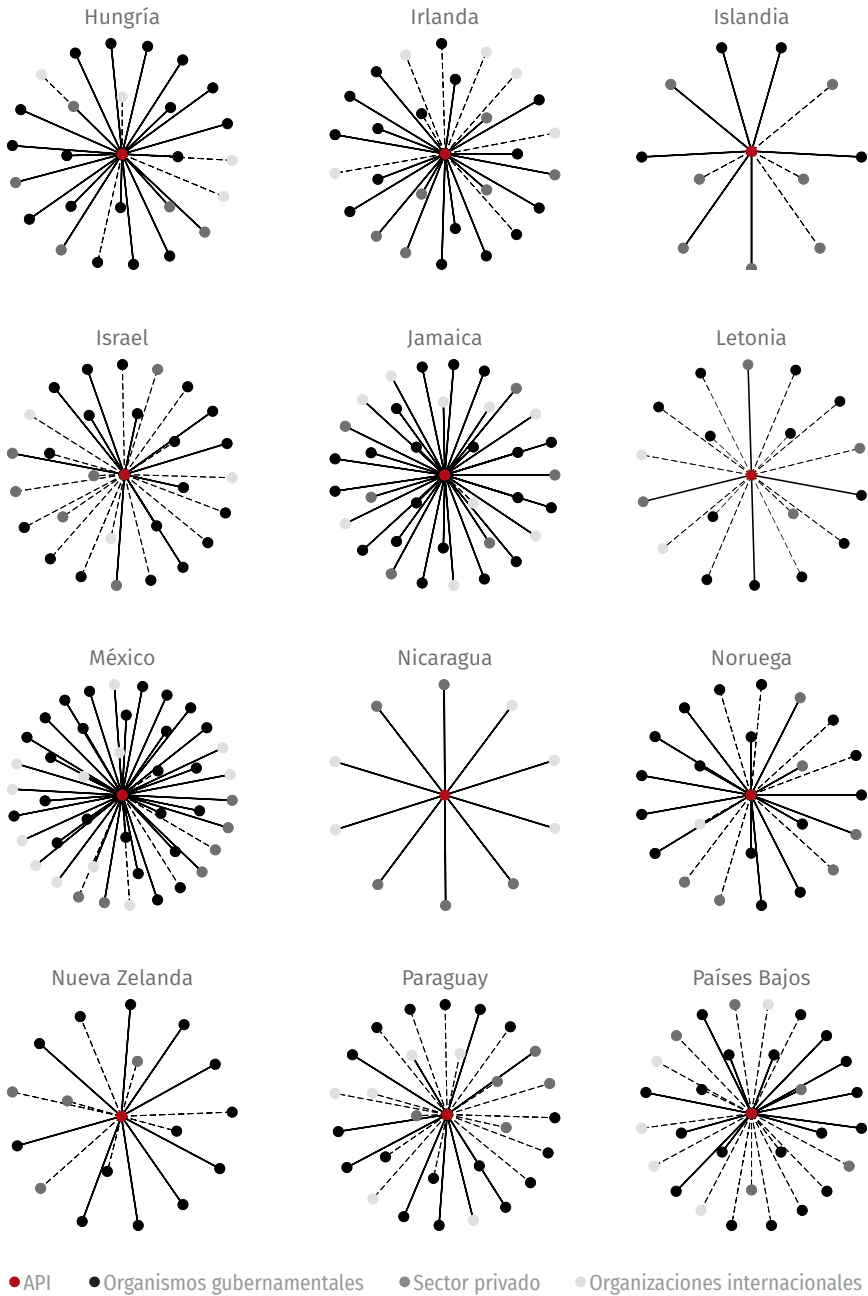 Hungría
Irlanda
Islandia
Israel
Jamaica
Letonia
México
Nicaragua
Noruega
Nueva Zelanda
Paraguay
Países Bajos
API
Organismos gubernamentales
Sector privado
Organizaciones internacionales